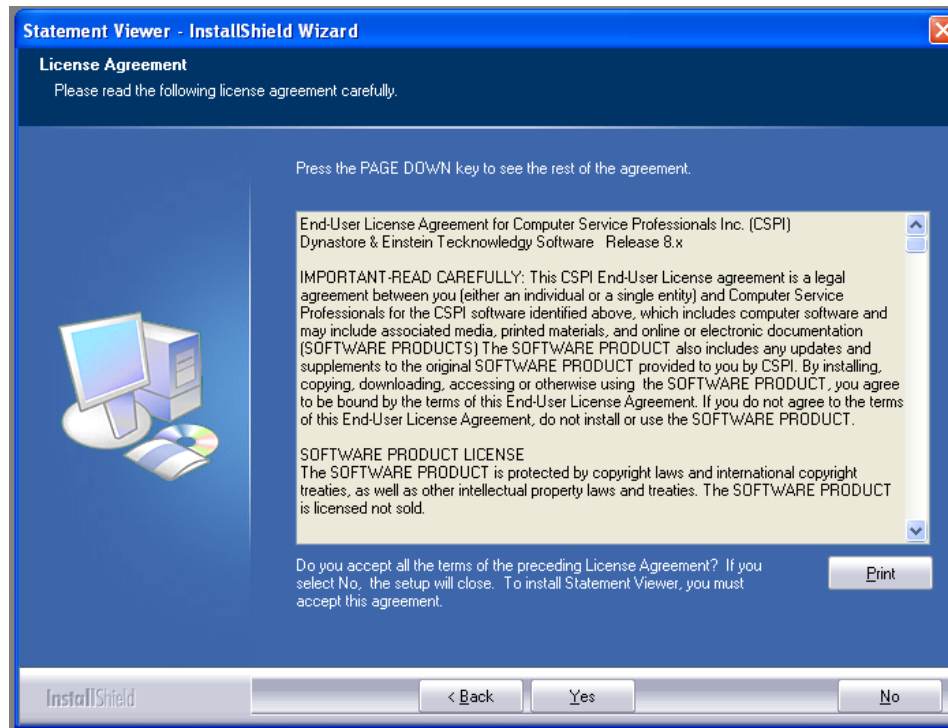 Statement Viewer - InstallShield Wizard
License Agreement
Please read the following license agreement carefully.
Press the PAGE DOWN key to see the rest of the agreement.
End-User License Agreement for Computer Service Professionals Inc. (CSPI)
Dynastore & Einstein Tecknowledgy Software   Release 8.x
IMPORTANT-READ CAREFULLY: This CSPI End-User License agreement is a legal
agreement between you (either an individual or a single entity) and Computer Service
Professionals for the CSPI software identified above, which includes computer software and
may include associated media, printed materials, and online or electronic documentation
(SOFTWARE PRODUCTS) The SOFTWARE PRODUCT also includes any updates and
supplements to the original SOFTWARE PRODUCT provided to you by CSPI. By installing,
copying, downloading, accessing or otherwise using  the SOFTWARE PRODUCT, you agree
to be bound by the terms of this End-User License Agreement. If you do not agree to the terms
of this End-User License Agreement, do not install or use the SOFTWARE PRODUCT.
SOFTWARE PRODUCT LICENSE
The SOFTWARE PRODUCT is protected by copyright laws and international copyright
treaties, as well as other intellectual property laws and treaties. The SOFTWARE PRODUCT
is licensed not sold.
Do you accept all the terms of the preceding License Agreement?  If you
select No,  the setup will close.  To install Statement Viewer, you must
accept this agreement.
Print
InstallShield
< Back
Yes
No